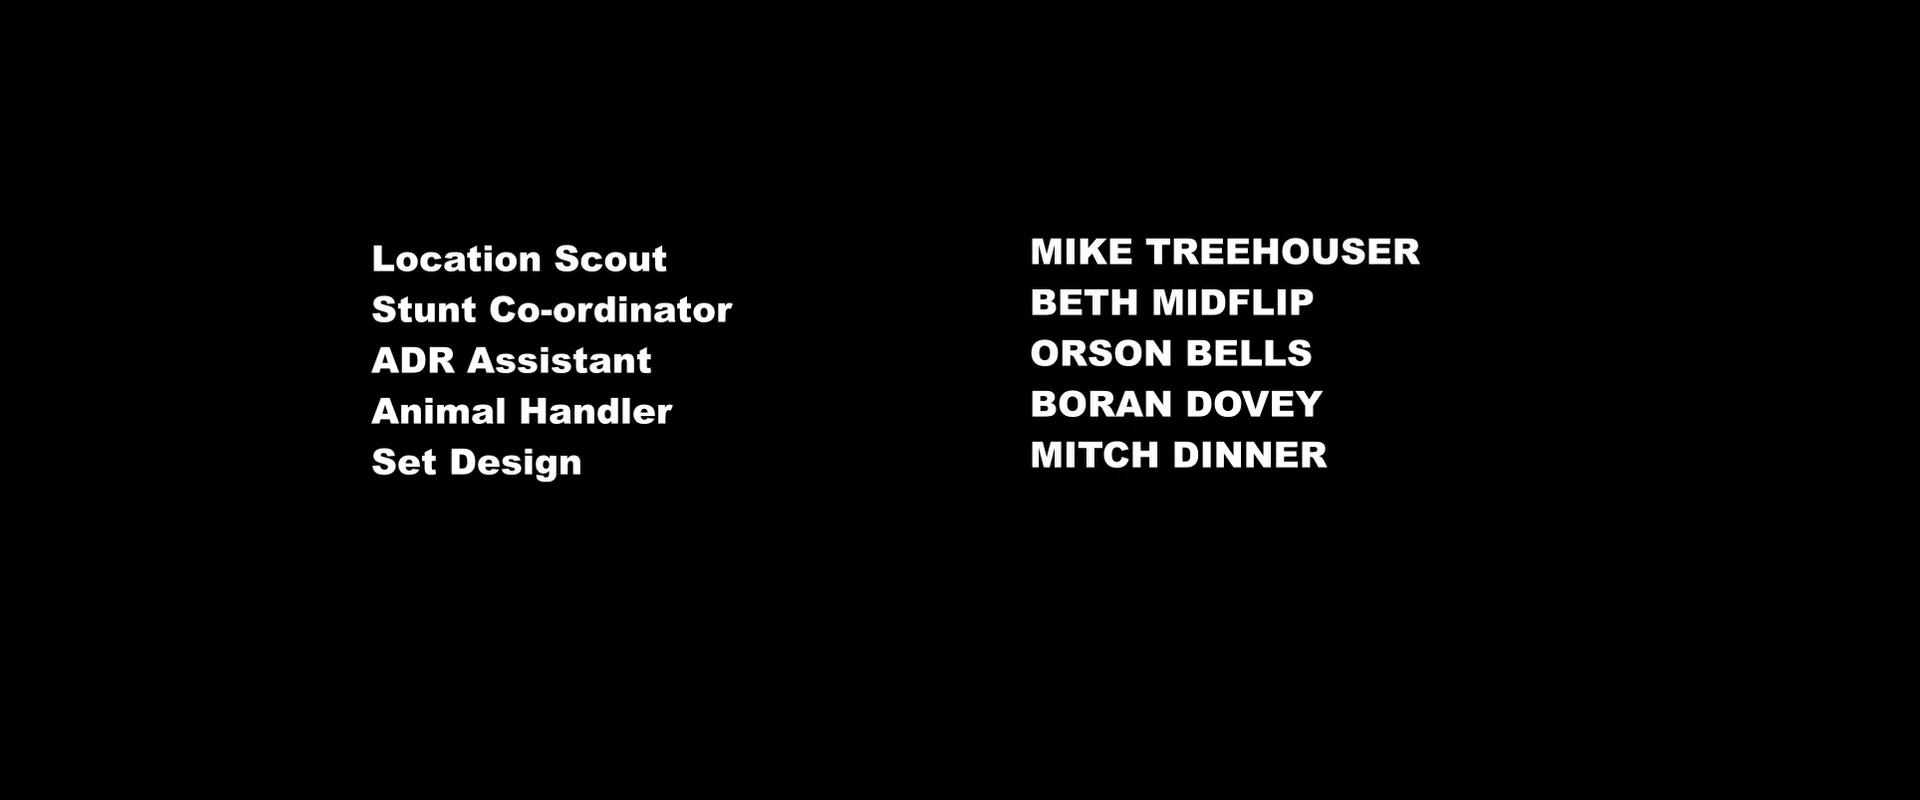 Location Scout MIKE TREEHOUSER
Stunt Co-ordinator BETH MIDFLIP
ADR Assistant ORSON BELLS
Animal Handler BORAN DOVEY
Set Design MITCH DINNER